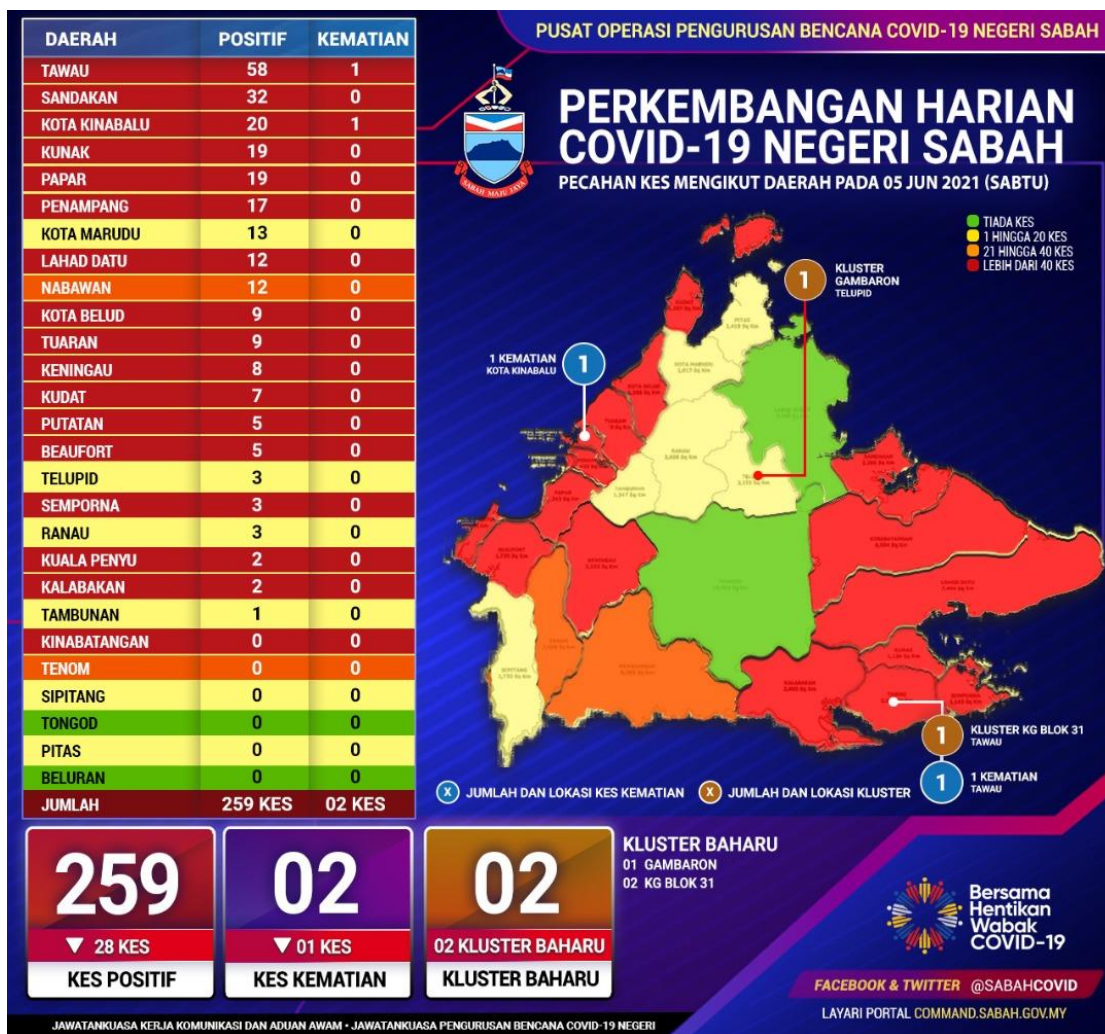 DAERAH POSITIF KEMATIAN
TAWAU 58 1
SANDAKAN 32 0
KOTA KINABALU 20 1
KUNAK 19 0
PAPAR 19 0
PENAMPANG 17 0
KOTA MARUDU 13 0
LAHAD DATU 12 0
NABAWAN 12 0
KOTA BELUD 9 0
TUARAN 9 0
KENINGAU 8 0
KUDAT 7 0
PUTATAN 5 0
BEAUFORT 5 0
TELUPID 3 0
SEMPORNA 3 0
RANAU 3 0
KUALA PENYU 2 0
KALABAKAN 2 0
TAMBUNAN 1 0
KINABATANGAN 0 0
TENOM 0 0
SIPITANG 0 0
TONGOD 0 0
PITAS 0 0
BELURAN 0 0
JUMLAH 259 KES 02 KES
PUSAT OPERASI PENGURUSAN BENCANA COVID-19 NEGERI SABAH
SABAH MAJU JAYA
PERKEMBANGAN HARIAN
COVID-19 NEGERI SABAH
PECAHAN KES MENGIKUT DAERAH PADA 05 JUN 2021 (SABTU)
TIADA KES
1 HINGGA 20 KES
21 HINGGA 40 KES
LEBIH DARI 40 KES
1
KLUSTER
GAMBARON
TELUPID
1 KEMATIAN
KOTA KINABALU
1
1
KLUSTER KG BLOK 31
TAWAU
1
1 KEMATIAN
TAWAU
X JUMLAH DAN LOKASI KES KEMATIAN
X JUMLAH DAN LOKASI KLUSTER
259
▼ 28 KES
KES POSITIF
02
▼ 01 KES
KES KEMATIAN
02
02 KLUSTER BAHARU
KLUSTER BAHARU
KLUSTER BAHARU
01 GAMBARON
02 KG BLOK 31
Bersama
Hentikan
Wabak
COVID-19
FACEBOOK & TWITTER @SABAHCOVID
LAYARI PORTAL COMMAND.SABAH.GOV.MY
JAWATANKUASA KERJA KOMUNIKASI DAN ADUAN AWAM • JAWATANKUASA PENGURUSAN BENCANA COVID-19 NEGERI